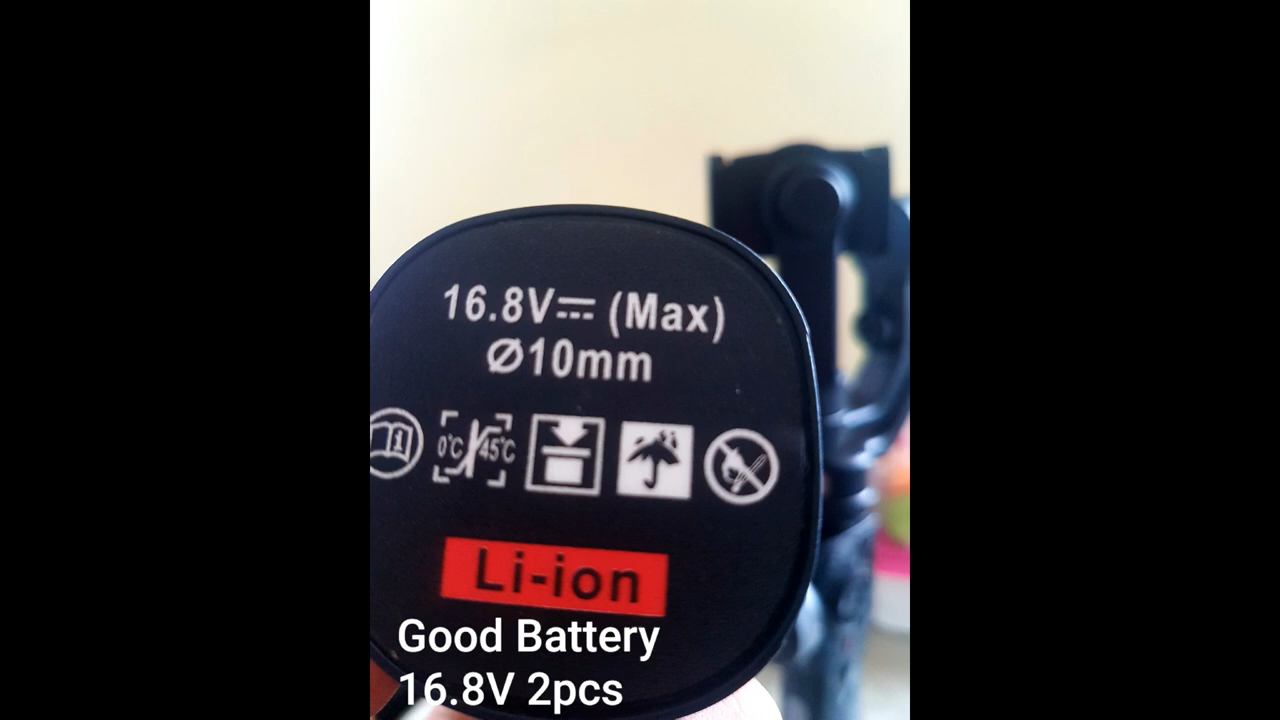 16.8V⎓ (Max)
Ø10mm
0°C 45°C
Li-ion
Good Battery
16.8V 2pcs